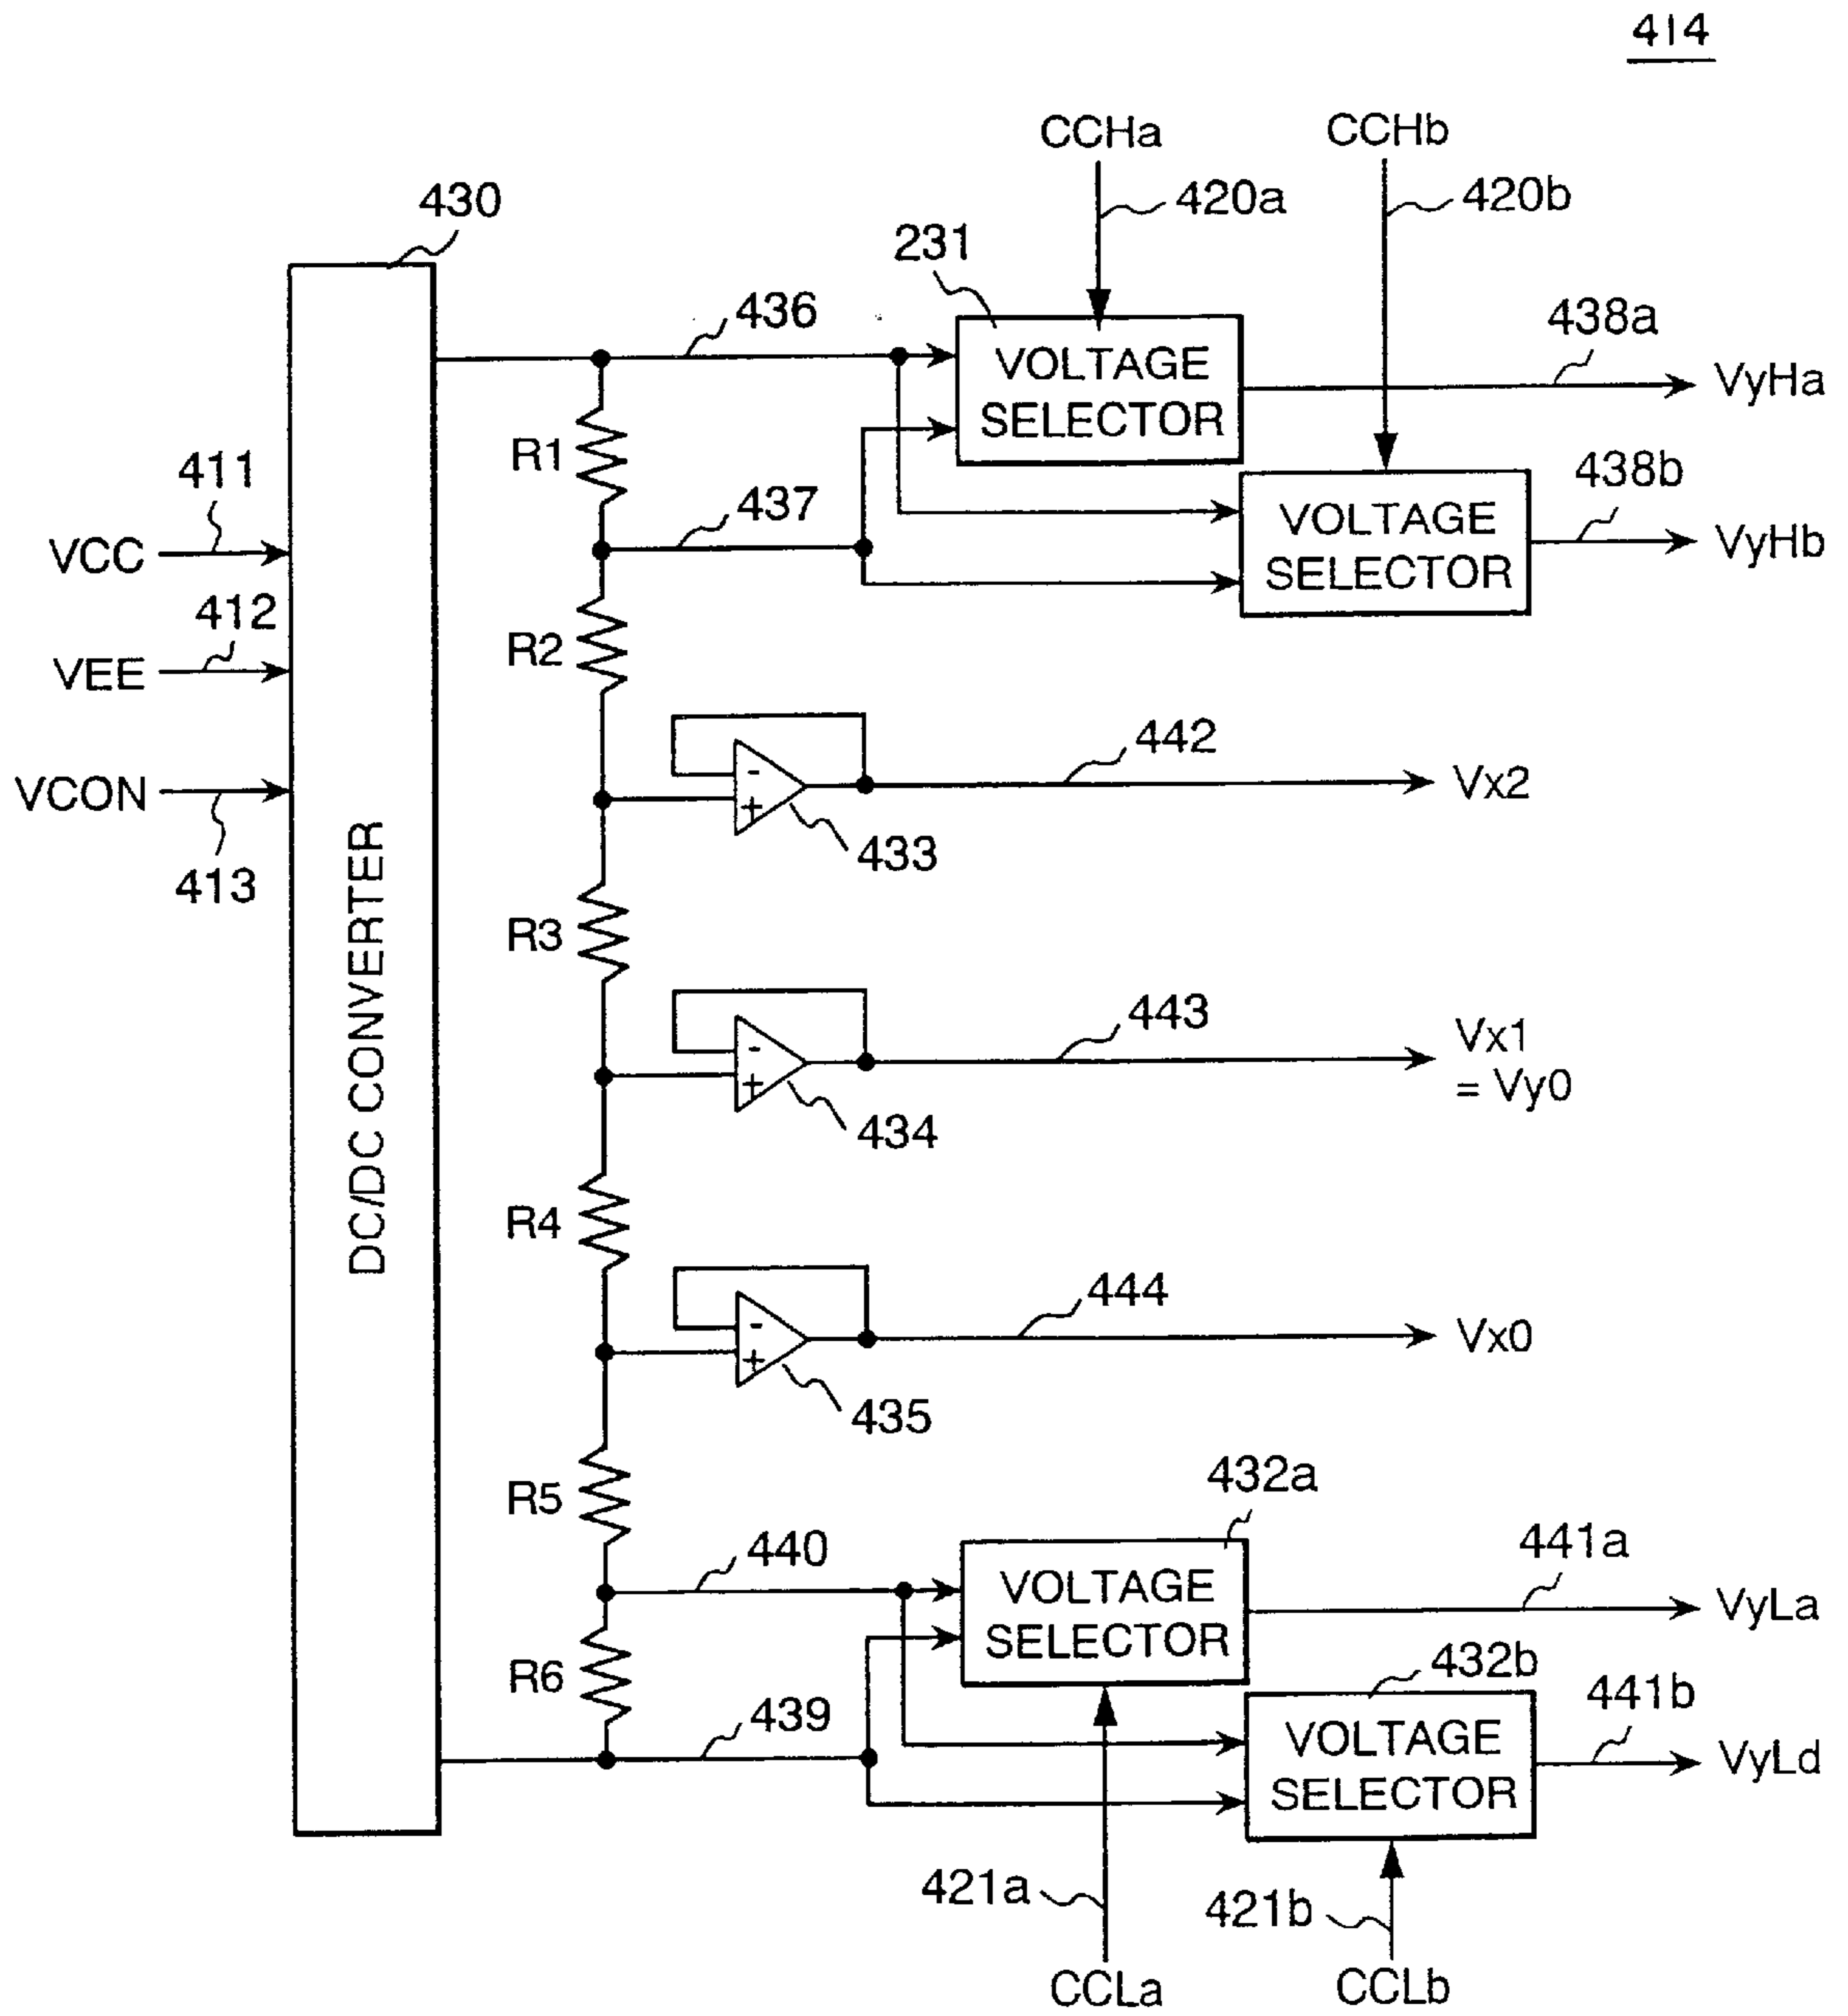 414
CCHa
CCHb
430
420a
420b
231
436
438a
VOLTAGE
SELECTOR
VyHa
R1
411
437
438b
VOLTAGE
SELECTOR
VyHb
VCC
412
R2
VEE
442
VCON
-
+
Vx2
433
413
DC/DC CONVERTER
R3
443
-
+
Vx1
= Vy0
434
R4
444
-
+
Vx0
435
432a
R5
440
441a
VOLTAGE
SELECTOR
VyLa
432b
R6
439
441b
VOLTAGE
SELECTOR
VyLd
421a
421b
CCLa
CCLb